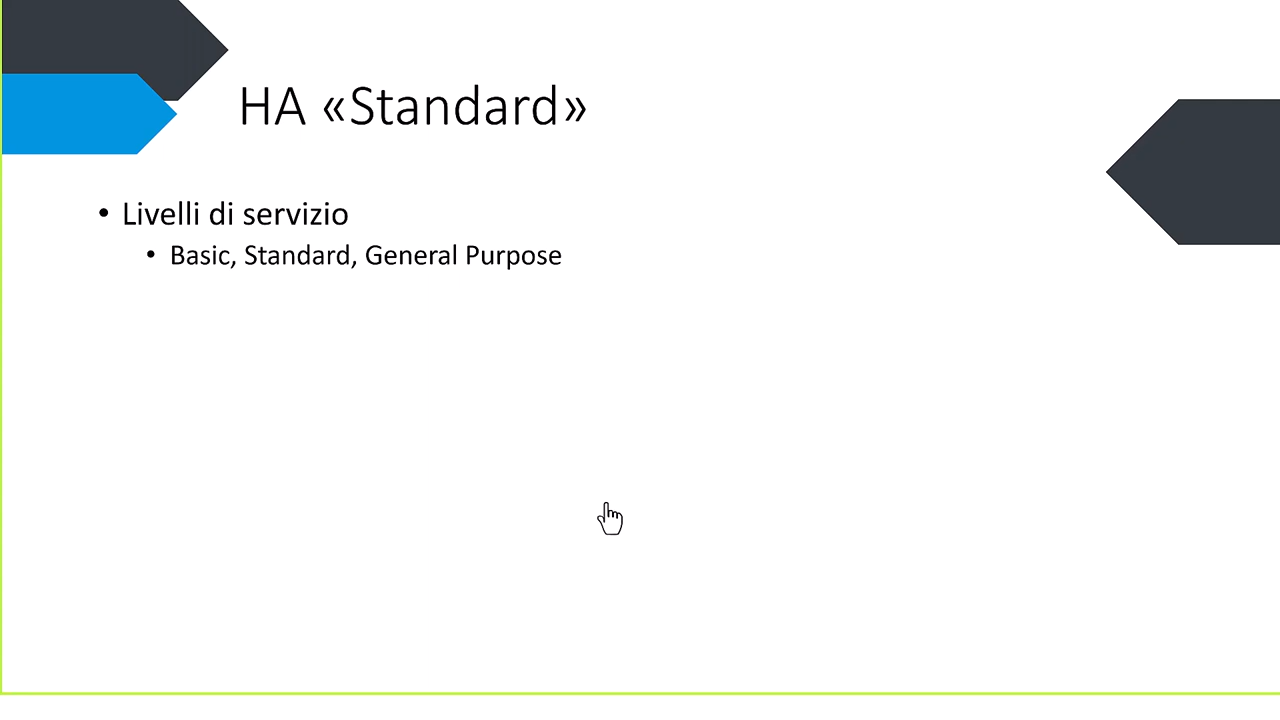 HA «Standard»
• Livelli di servizio
• Basic, Standard, General Purpose